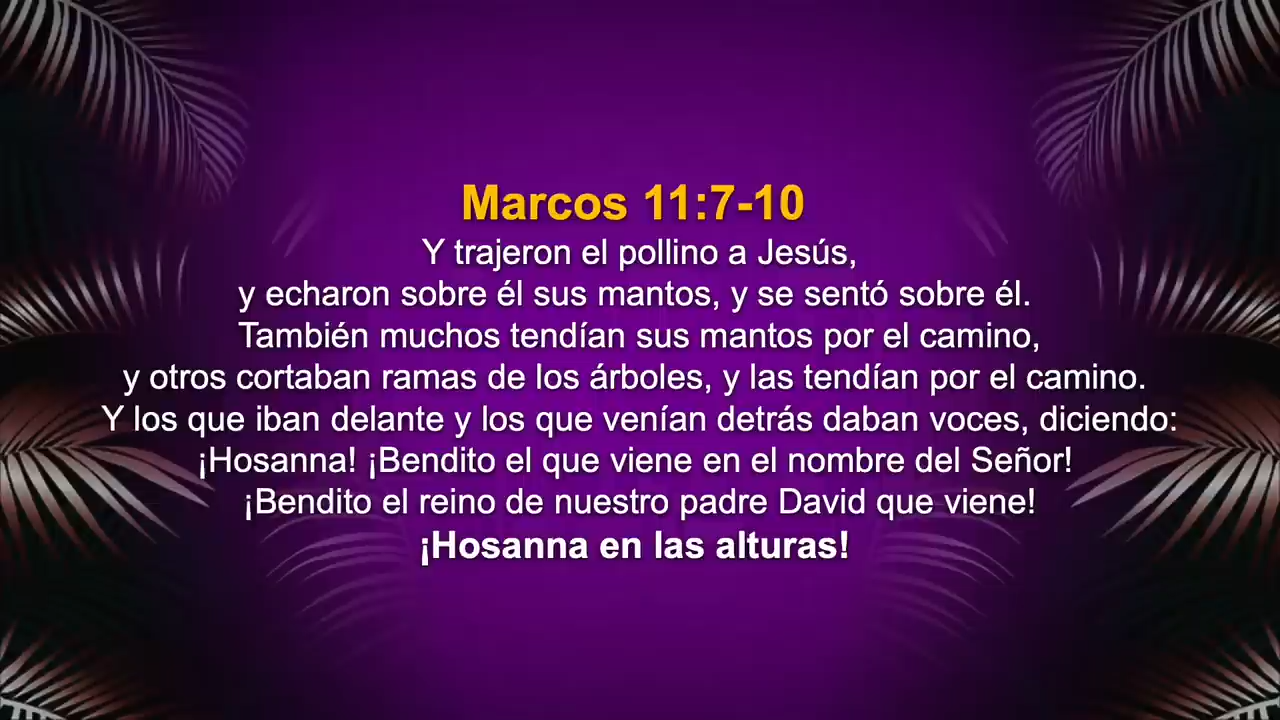 Marcos 11:7-10
Y trajeron el pollino a Jesús,
y echaron sobre él sus mantos, y se sentó sobre él.
También muchos tendían sus mantos por el camino,
y otros cortaban ramas de los árboles, y las tendían por el camino.
Y los que iban delante y los que venían detrás daban voces, diciendo:
¡Hosanna! ¡Bendito el que viene en el nombre del Señor!
¡Bendito el reino de nuestro padre David que viene!
¡Hosanna en las alturas!